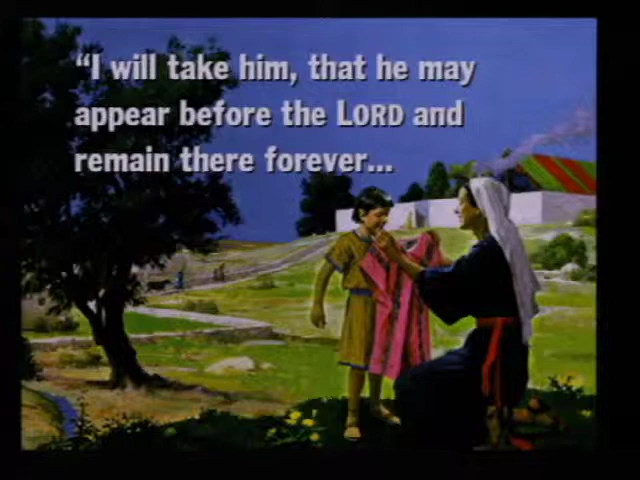 “I will take him, that he may
appear before the LORD and
remain there forever...